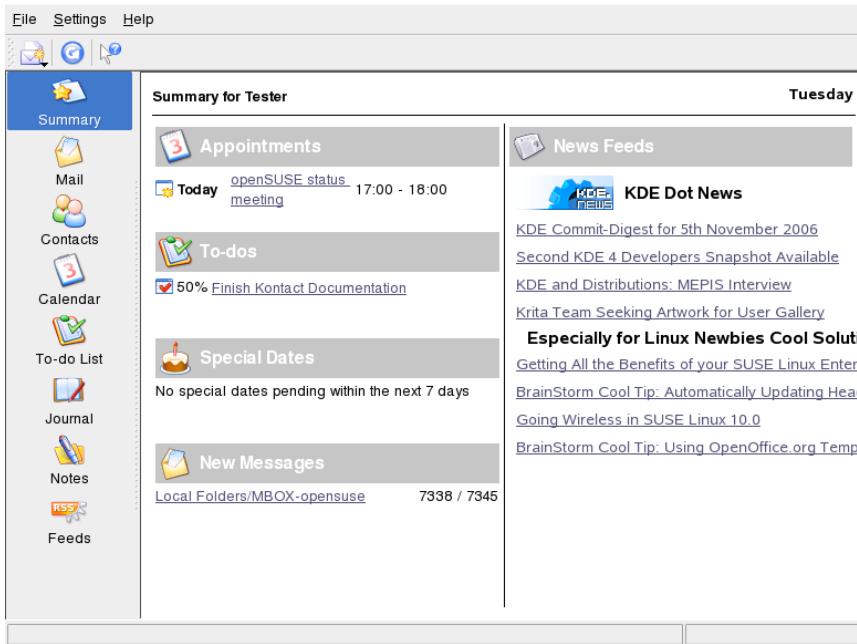 File Settings Help
Summary
Mail
Contacts
3
Calendar
To-do List
Journal
Notes
RSS
Feeds
Summary for Tester
Tuesday
3
Appointments
Today openSUSE status meeting 17:00 - 18:00
To-dos
50% Finish Kontact Documentation
Special Dates
No special dates pending within the next 7 days
New Messages
Local Folders/MBOX-opensuse 7338 / 7345
News Feeds
KDE. NEWS
KDE Dot News
KDE Commit-Digest for 5th November 2006
Second KDE 4 Developers Snapshot Available
KDE and Distributions: MEPIS Interview
Krita Team Seeking Artwork for User Gallery
Especially for Linux Newbies Cool Soluti
Getting All the Benefits of your SUSE Linux Enter
BrainStorm Cool Tip: Automatically Updating Hea
Going Wireless in SUSE Linux 10.0
BrainStorm Cool Tip: Using OpenOffice.org Temp